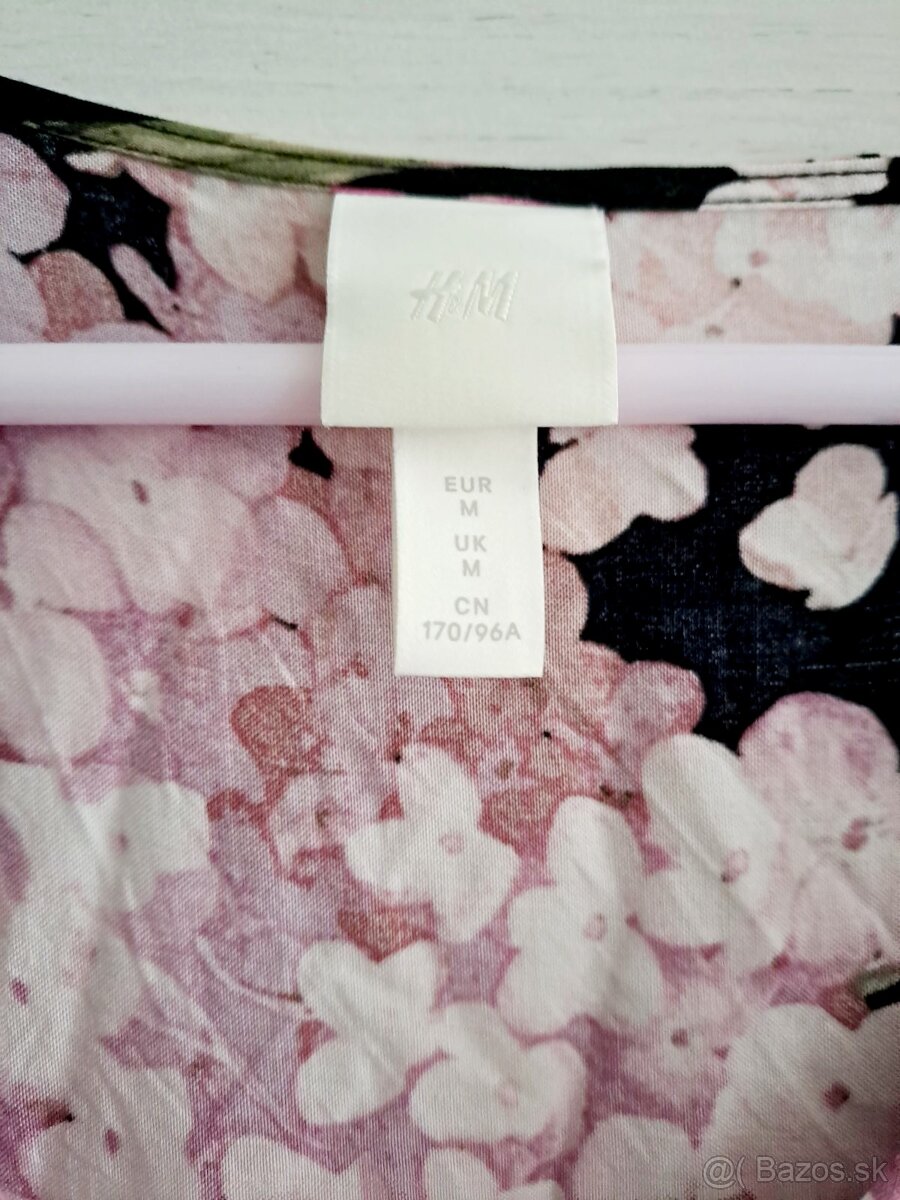 H&M
EUR
M
UK
M
CN
170/96A
@( Bazos.sk